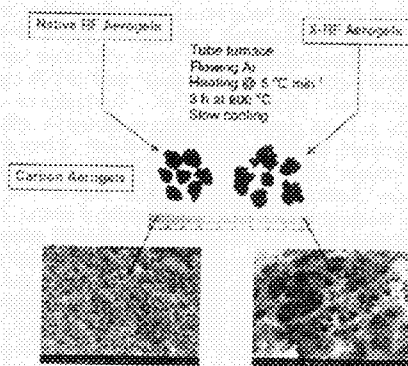 Native RF Aerogels
X-RF Aerogels
Tube furnace
Flowing Ar
Heating @ 5 °C min⁻¹
3 h at 800 °C
Slow cooling
Carbon Aerogels